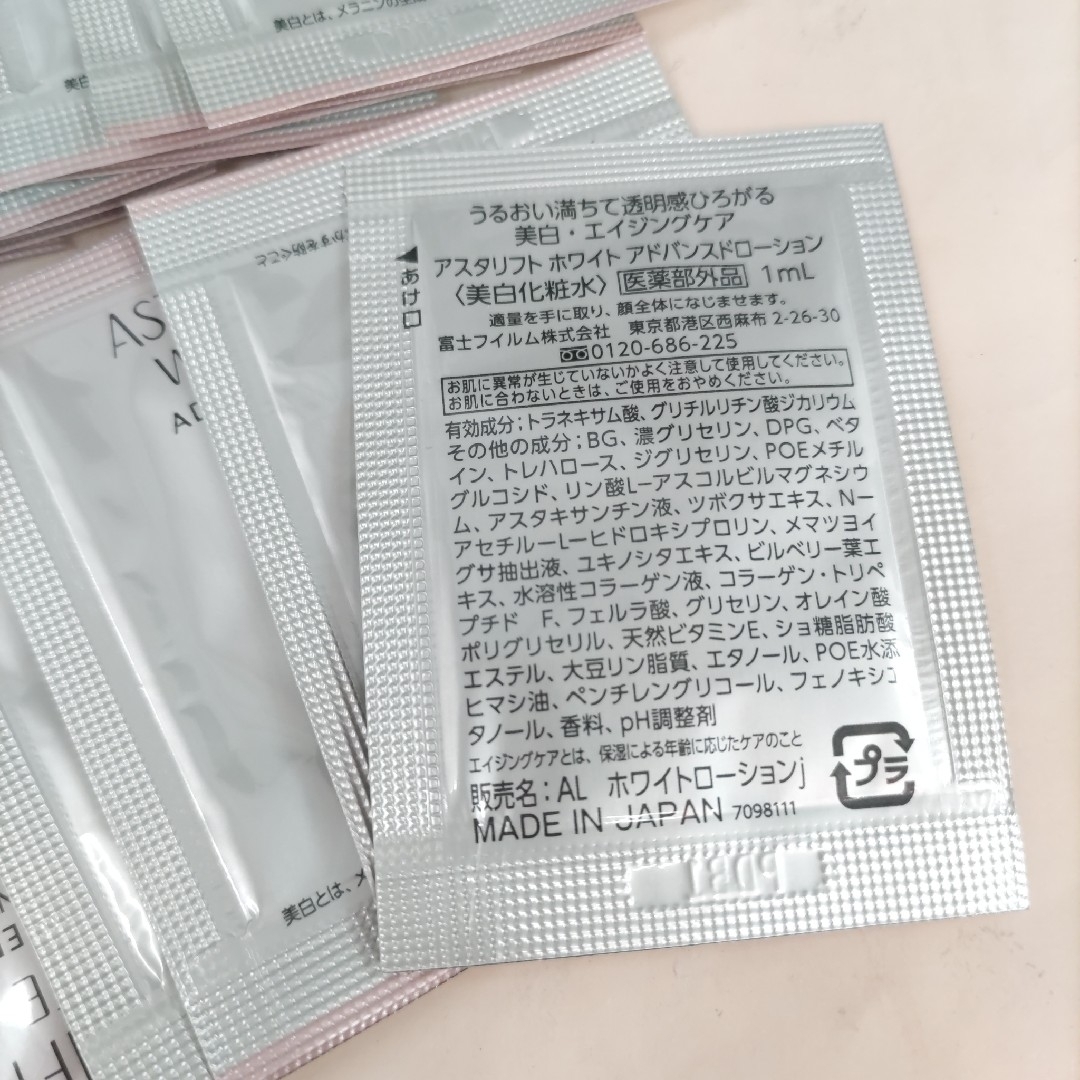 美白とは、メラニンの
美白
かすを防ぐこと
AS
W
AD
うるおい満ちて透明感ひろがる
美白・エイジングケア
アスタリフト ホワイト アドバンスドローション
〈美白化粧水〉 医薬部外品 1mL
◀あけ口
適量を手に取り、顔全体になじませます。
富士フイルム株式会社 東京都港区西麻布 2-26-30
0120-686-225
お肌に異常が生じていないかよく注意して使用してください。
お肌に合わないときは、ご使用をおやめください。
有効成分:トラネキサム酸、グリチルリチン酸ジカリウム
その他の成分:BG、濃グリセリン、DPG、ベタ
イン、トレハロース、ジグリセリン、POEメチル
グルコシド、リン酸L-アスコルビルマグネシウ
ム、アスタキサンチン液、ツボクサエキス、N-
アセチル-L-ヒドロキシプロリン、メマツヨイ
グサ抽出液、ユキノシタエキス、ビルベリー葉エ
キス、水溶性コラーゲン液、コラーゲン・トリペ
プチド F、フェルラ酸、グリセリン、オレイン酸
ポリグリセリル、天然ビタミンE、ショ糖脂肪酸
エステル、大豆リン脂質、エタノール、POE水添
ヒマシ油、ペンチレングリコール、フェノキシエ
タノール、香料、pH調整剤
エイジングケアとは、保湿による年齢に応じたケアのこと
販売名:AL ホワイトローションj
MADE IN JAPAN 7098111
プラ
美白とは、メ